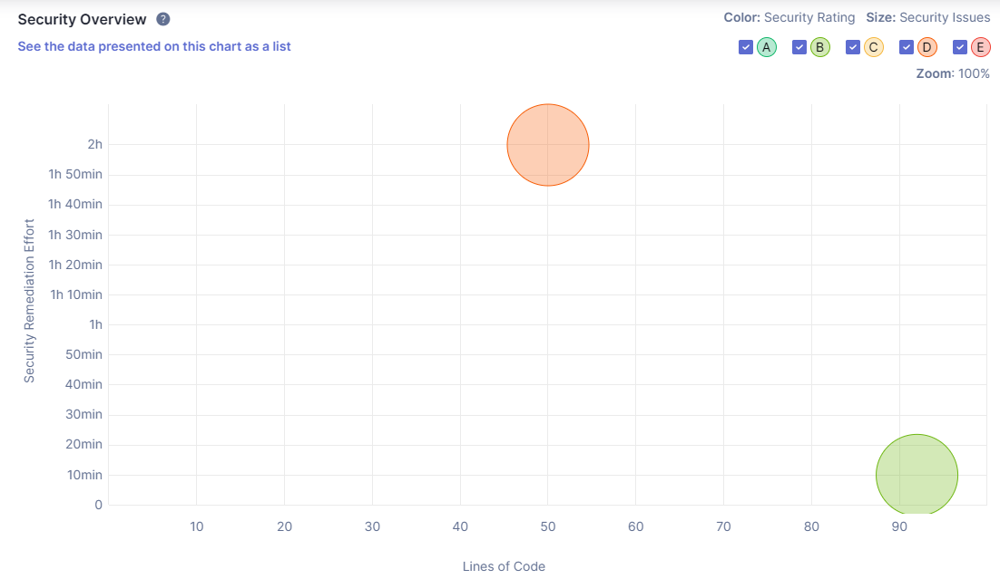 Security Overview ?
Color: Security Rating Size: Security Issues
See the data presented on this chart as a list
A B C D E
Zoom: 100%
2h
1h 50min
1h 40min
1h 30min
1h 20min
1h 10min
1h
50min
40min
30min
20min
10min
0
Security Remediation Effort
10 20 30 40 50 60 70 80 90
Lines of Code